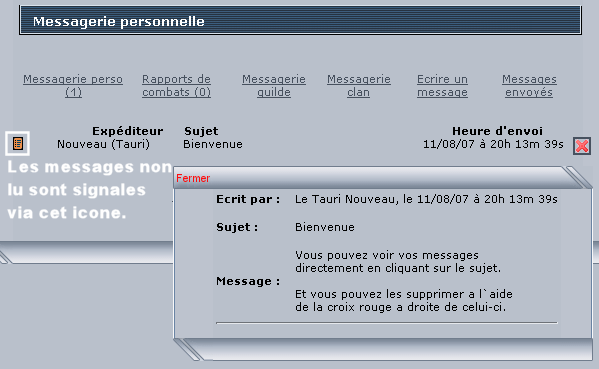 Messagerie personnelle
Messagerie perso (1)
Rapports de combats (0)
Messagerie guilde
Messagerie clan
Ecrire un message
Messages envoyés
Expéditeur Sujet Heure d'envoi
Nouveau (Tauri) Bienvenue 11/08/07 à 20h 13m 39s
Les messages non
lu sont signales
via cet icone.
Fermer
Ecrit par : Le Tauri Nouveau, le 11/08/07 à 20h 13m 39s
Sujet : Bienvenue
Message :
Vous pouvez voir vos messages
directement en cliquant sur le sujet.
Et vous pouvez les supprimer a l`aide
de la croix rouge a droite de celui-ci.